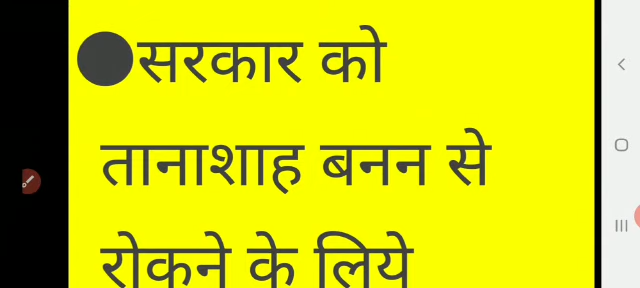 ●सरकार को
तानाशाह बनन से
रोकने के लिये